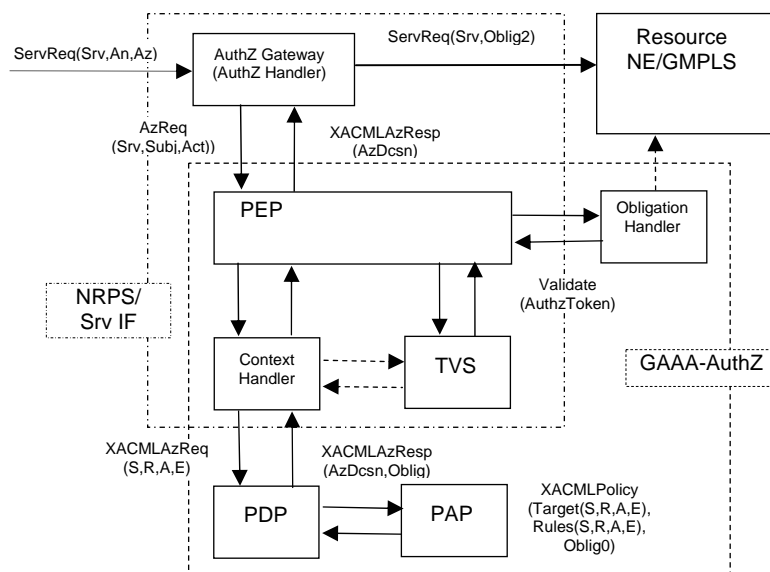 ServReq(Srv,An,Az)
AuthZ Gateway
(AuthZ Handler)
ServReq(Srv,Oblig2)
Resource
NE/GMPLS
AzReq
(Srv,Subj,Act))
XACMLAzResp
(AzDcsn)
PEP
Obligation
Handler
NRPS/
Srv IF
Validate
(AuthzToken)
Context
Handler
TVS
GAAA-AuthZ
XACMLAzReq
(S,R,A,E)
XACMLAzResp
(AzDcsn,Oblig)
PDP
PAP
XACMLPolicy
(Target(S,R,A,E),
Rules(S,R,A,E),
Oblig0)